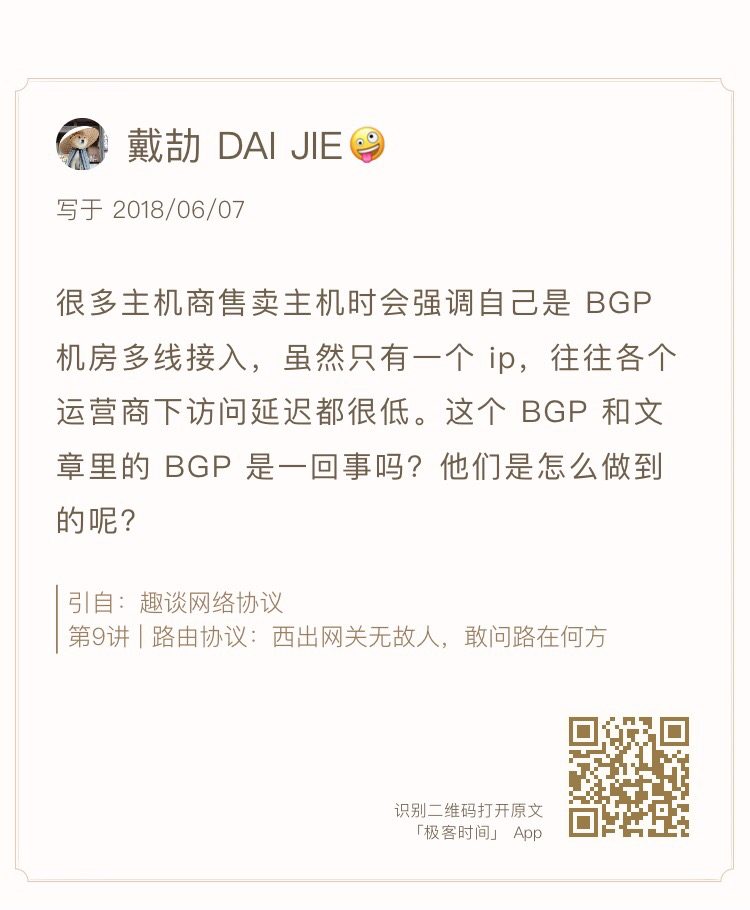 戴劼 DAI JIE🤪
写于 2018/06/07
很多主机商售卖主机时会强调自己是 BGP
机房多线接入，虽然只有一个 ip，往往各个
运营商下访问延迟都很低。这个 BGP 和文
章里的 BGP 是一回事吗？他们是怎么做到
的呢？
引自：趣谈网络协议
第9讲 | 路由协议：西出网关无故人，敢问路在何方
识别二维码打开原文
「极客时间」 App